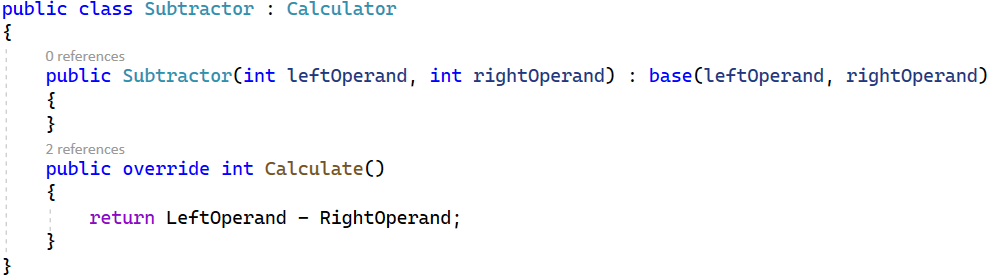 public class Subtractor : Calculator
{
0 references
public Subtractor(int leftOperand, int rightOperand) : base(leftOperand, rightOperand)
{
}
2 references
public override int Calculate()
{
return LeftOperand - RightOperand;
}
}